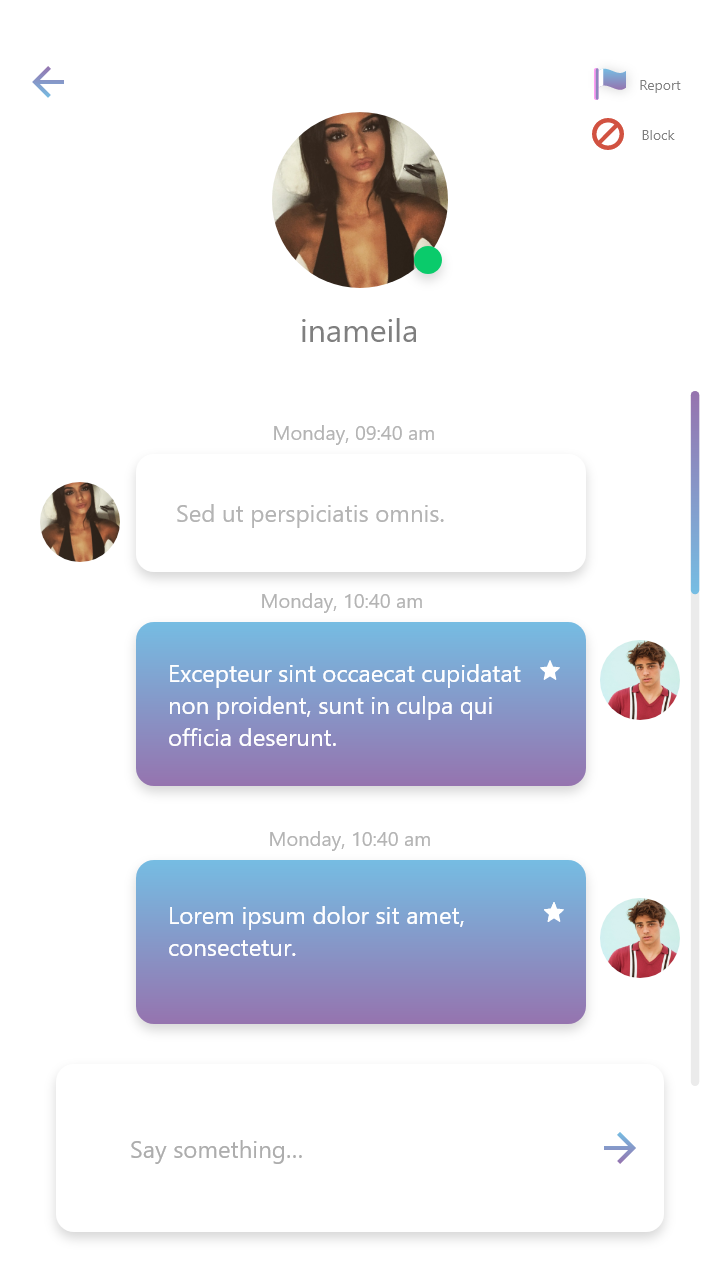 Report
Block
inameila
Monday, 09:40 am
Sed ut perspiciatis omnis.
Monday, 10:40 am
Excepteur sint occaecat cupidatat
non proident, sunt in culpa qui
officia deserunt.
Monday, 10:40 am
Lorem ipsum dolor sit amet,
consectetur.
Say something...